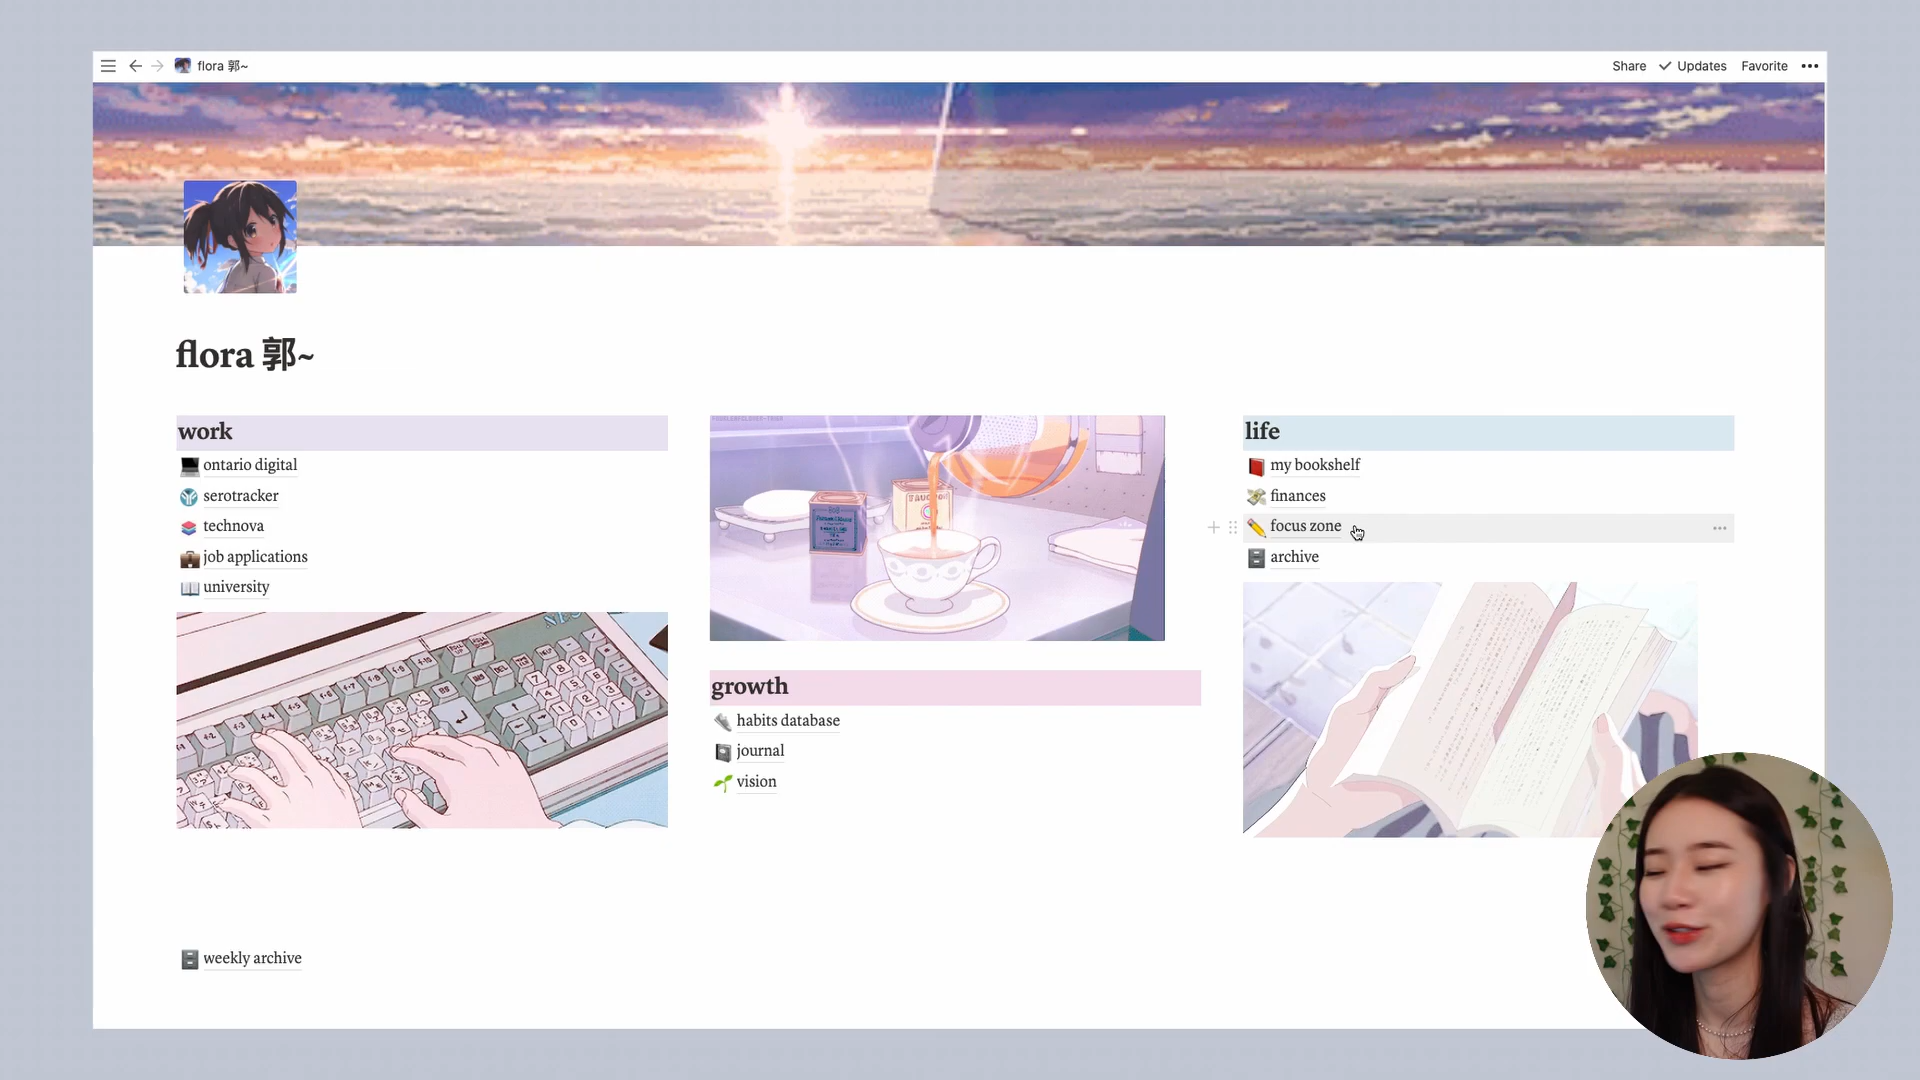 flora 郭~
Share
Updates
Favorite
flora 郭~
work
ontario digital
serotracker
technova
job applications
university
growth
habits database
journal
vision
life
my bookshelf
finances
focus zone
archive
weekly archive